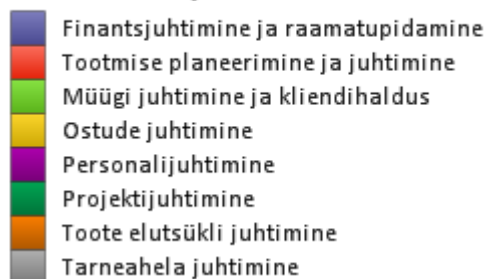 Finantsjuhtimine ja raamatupidamine
Tootmise planeerimine ja juhtimine
Müügi juhtimine ja kliendihaldus
Ostude juhtimine
Personalijuhtimine
Projektijuhtimine
Toote elutsükli juhtimine
Tarneahela juhtimine